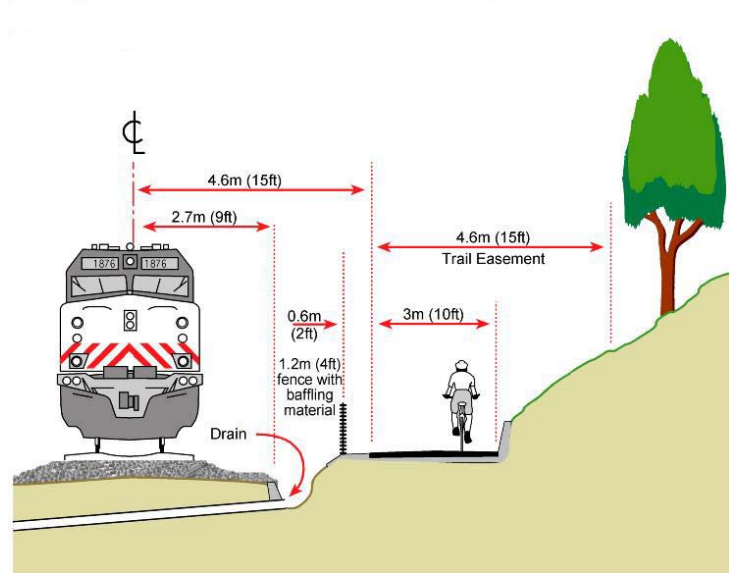 ℄
4.6m (15ft)
2.7m (9ft)
4.6m (15ft)
Trail Easement
1876 1876
0.6m
(2ft)
3m (10ft)
1.2m (4ft)
fence with
baffling
material
Drain